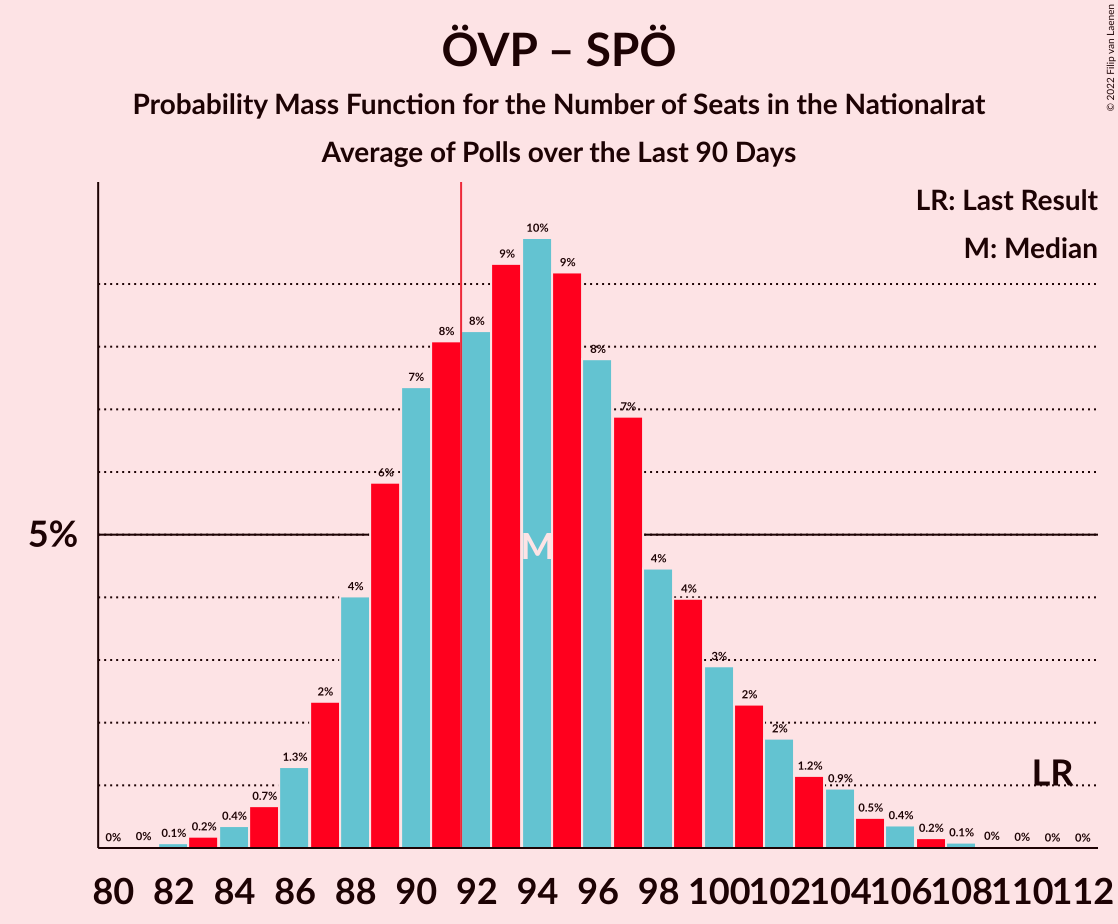 ÖVP – SPÖ
Probability Mass Function for the Number of Seats in the Nationalrat
Average of Polls over the Last 90 Days
© 2022 Filip van Laenen
LR: Last Result
M: Median
5%
0% 0% 0.1% 0.2% 0.4% 0.7% 1.3% 2% 4% 6% 7% 8% 8% 9% 10% 9% 8% 7% 4% 4% 3% 2% 2% 1.2% 0.9% 0.5% 0.4% 0.2% 0.1% 0% 0% 0% 0%
M
LR
80 82 84 86 88 90 92 94 96 98 100 102 104 106 108 110 112